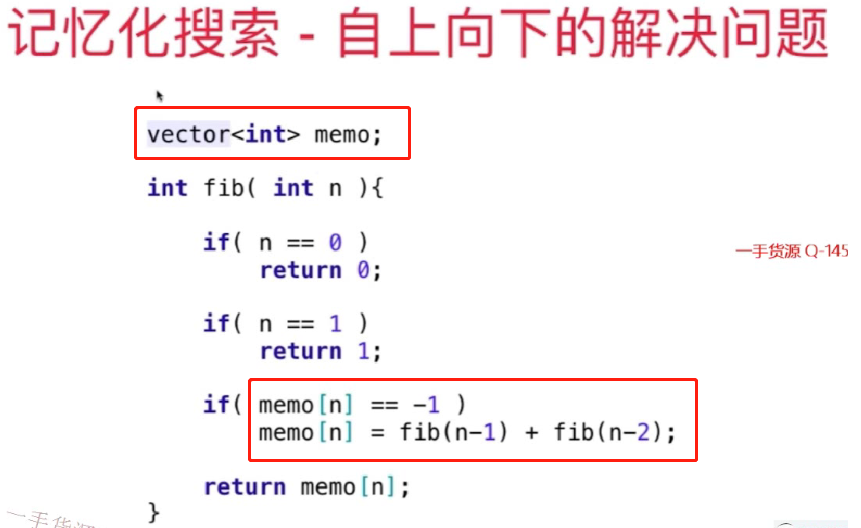 记忆化搜索 - 自上向下的解决问题
vector<int> memo;
int fib( int n ){
if( n == 0 )
return 0;
一手货源 Q-145
if( n == 1 )
return 1;
if( memo[n] == -1 )
memo[n] = fib(n-1) + fib(n-2);
return memo[n];
}
一手货源